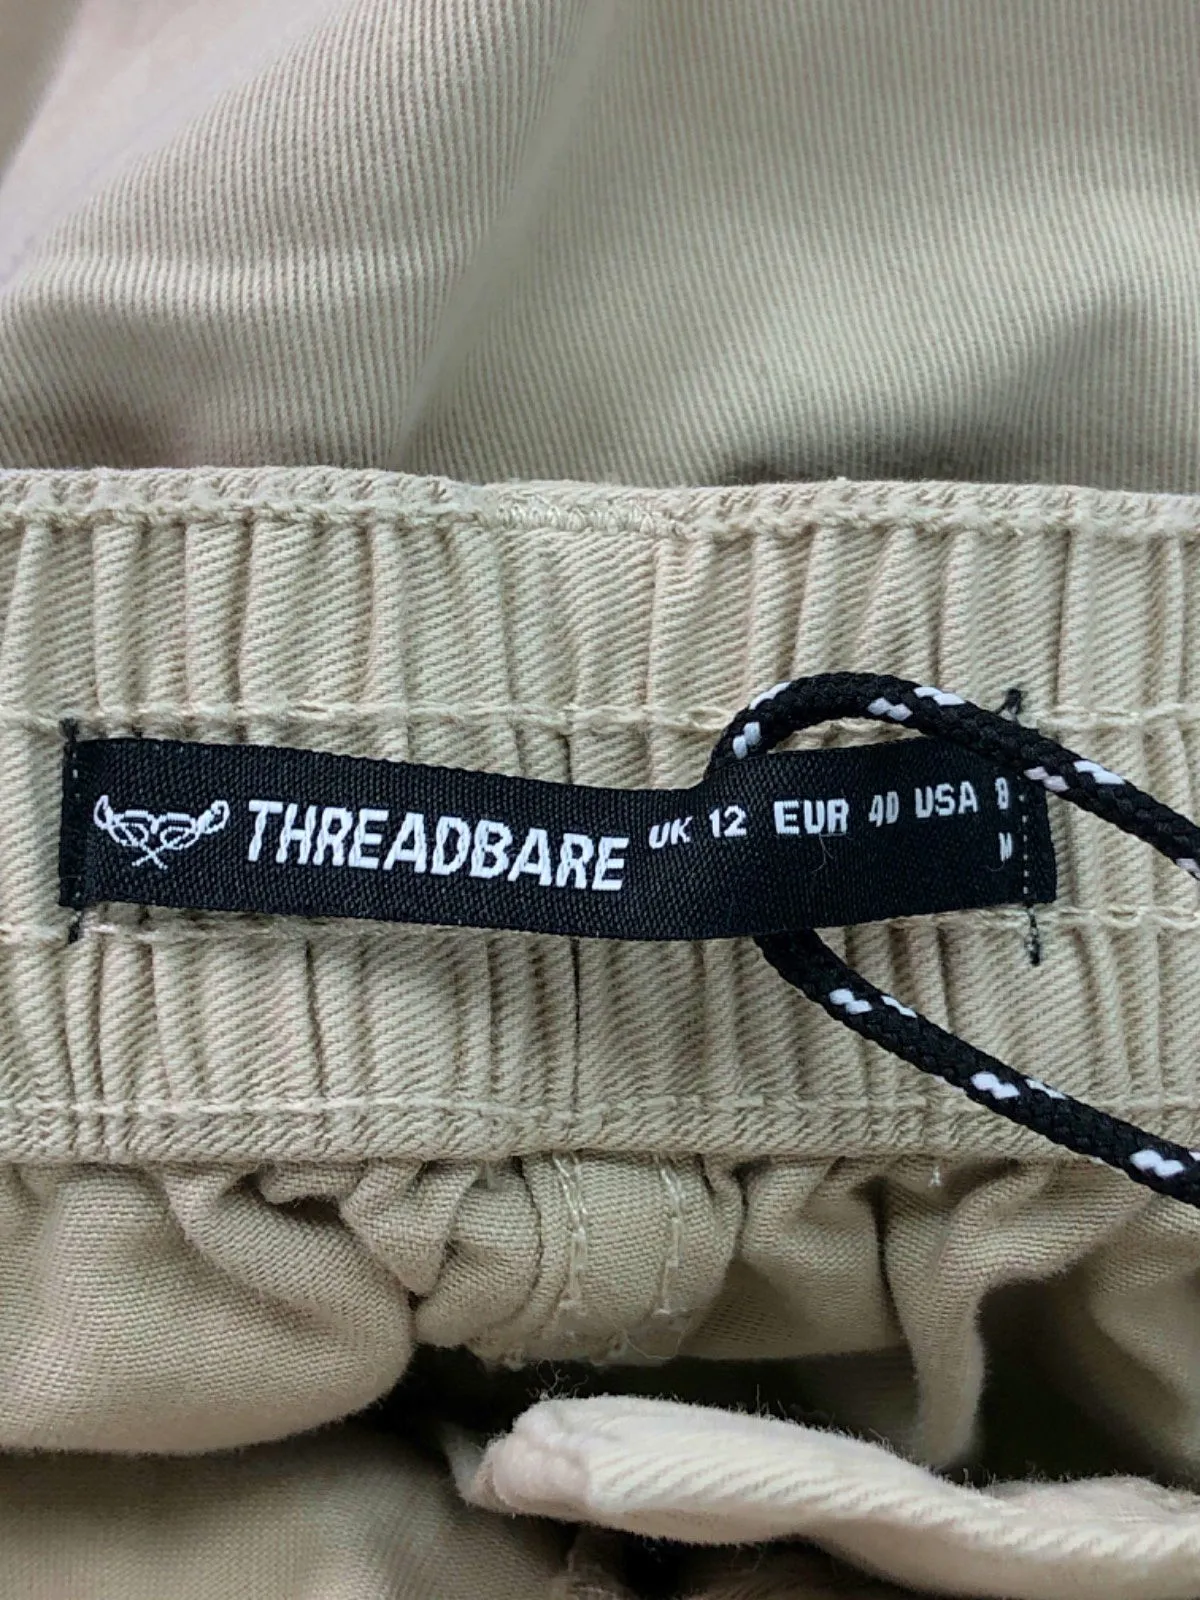 THREADBARE UK 12 EUR 40 USA 8
M